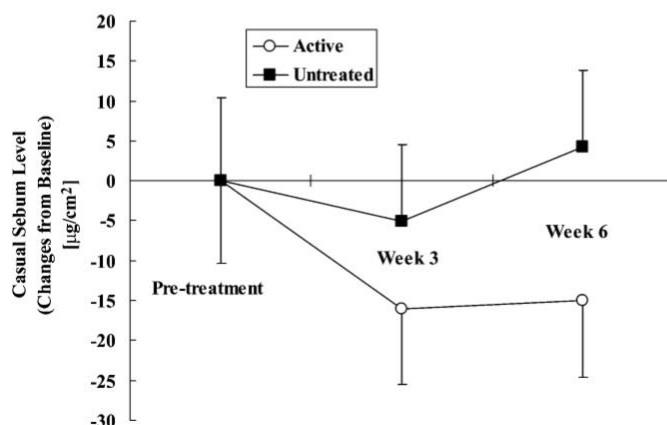 20
15
10
5
0
-5
-10
-15
-20
-25
-30
Casual Sebum Level
(Changes from Baseline)
[µg/cm²]
Active
Untreated
Pre-treatment
Week 3
Week 6